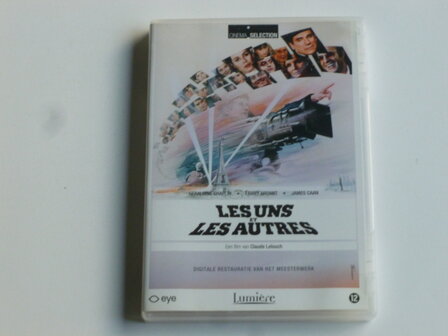 CINEMA SELECTION
GERALDINE CHAPLIN • FANNY ARDANT • JAMES CAAN
LES UNS
ET
LES AUTRES
Een film van Claude Lelouch
DIGITALE RESTAURATIE VAN HET MEESTERWERK
eye
Lumière
12